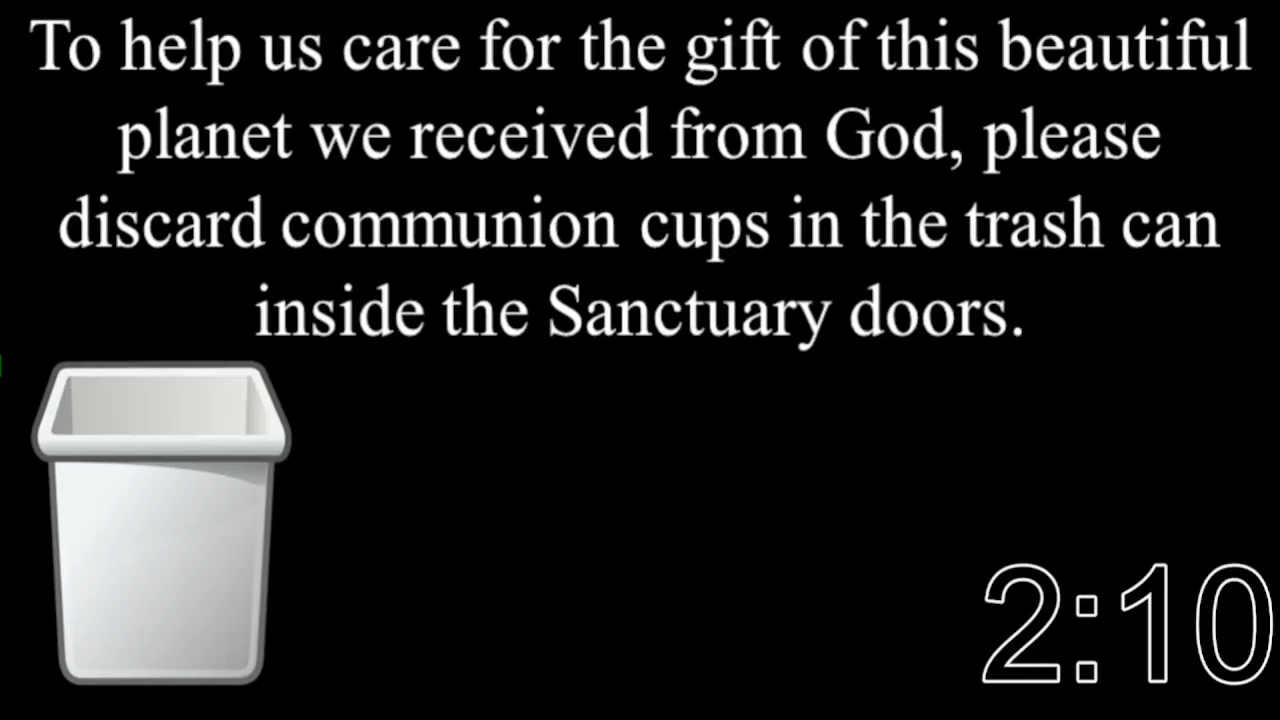 To help us care for the gift of this beautiful
planet we received from God, please
discard communion cups in the trash can
inside the Sanctuary doors.
2:10